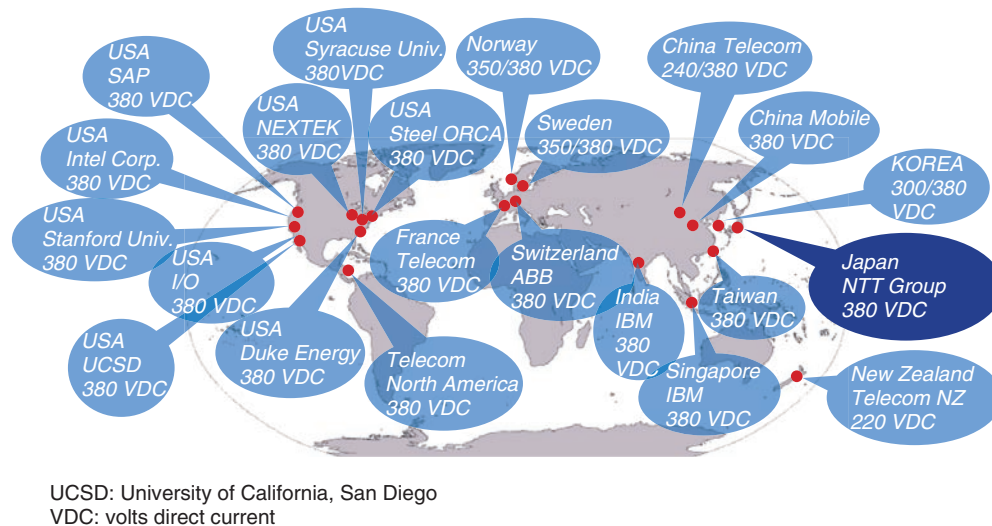 USA
SAP
380 VDC
USA
Syracuse Univ.
380VDC
Norway
350/380 VDC
China Telecom
240/380 VDC
USA
Intel Corp.
380 VDC
USA
NEXTEK
380 VDC
USA
Steel ORCA
380 VDC
Sweden
350/380 VDC
China Mobile
380 VDC
KOREA
300/380
VDC
USA
Stanford Univ.
380 VDC
USA
I/O
380 VDC
France
Telecom
380 VDC
Switzerland
ABB
380 VDC
India
IBM
380
VDC
Taiwan
380 VDC
Japan
NTT Group
380 VDC
USA
UCSD
380 VDC
USA
Duke Energy
380 VDC
Telecom
North America
380 VDC
Singapore
IBM
380 VDC
New Zealand
Telecom NZ
220 VDC
UCSD: University of California, San Diego
VDC: volts direct current